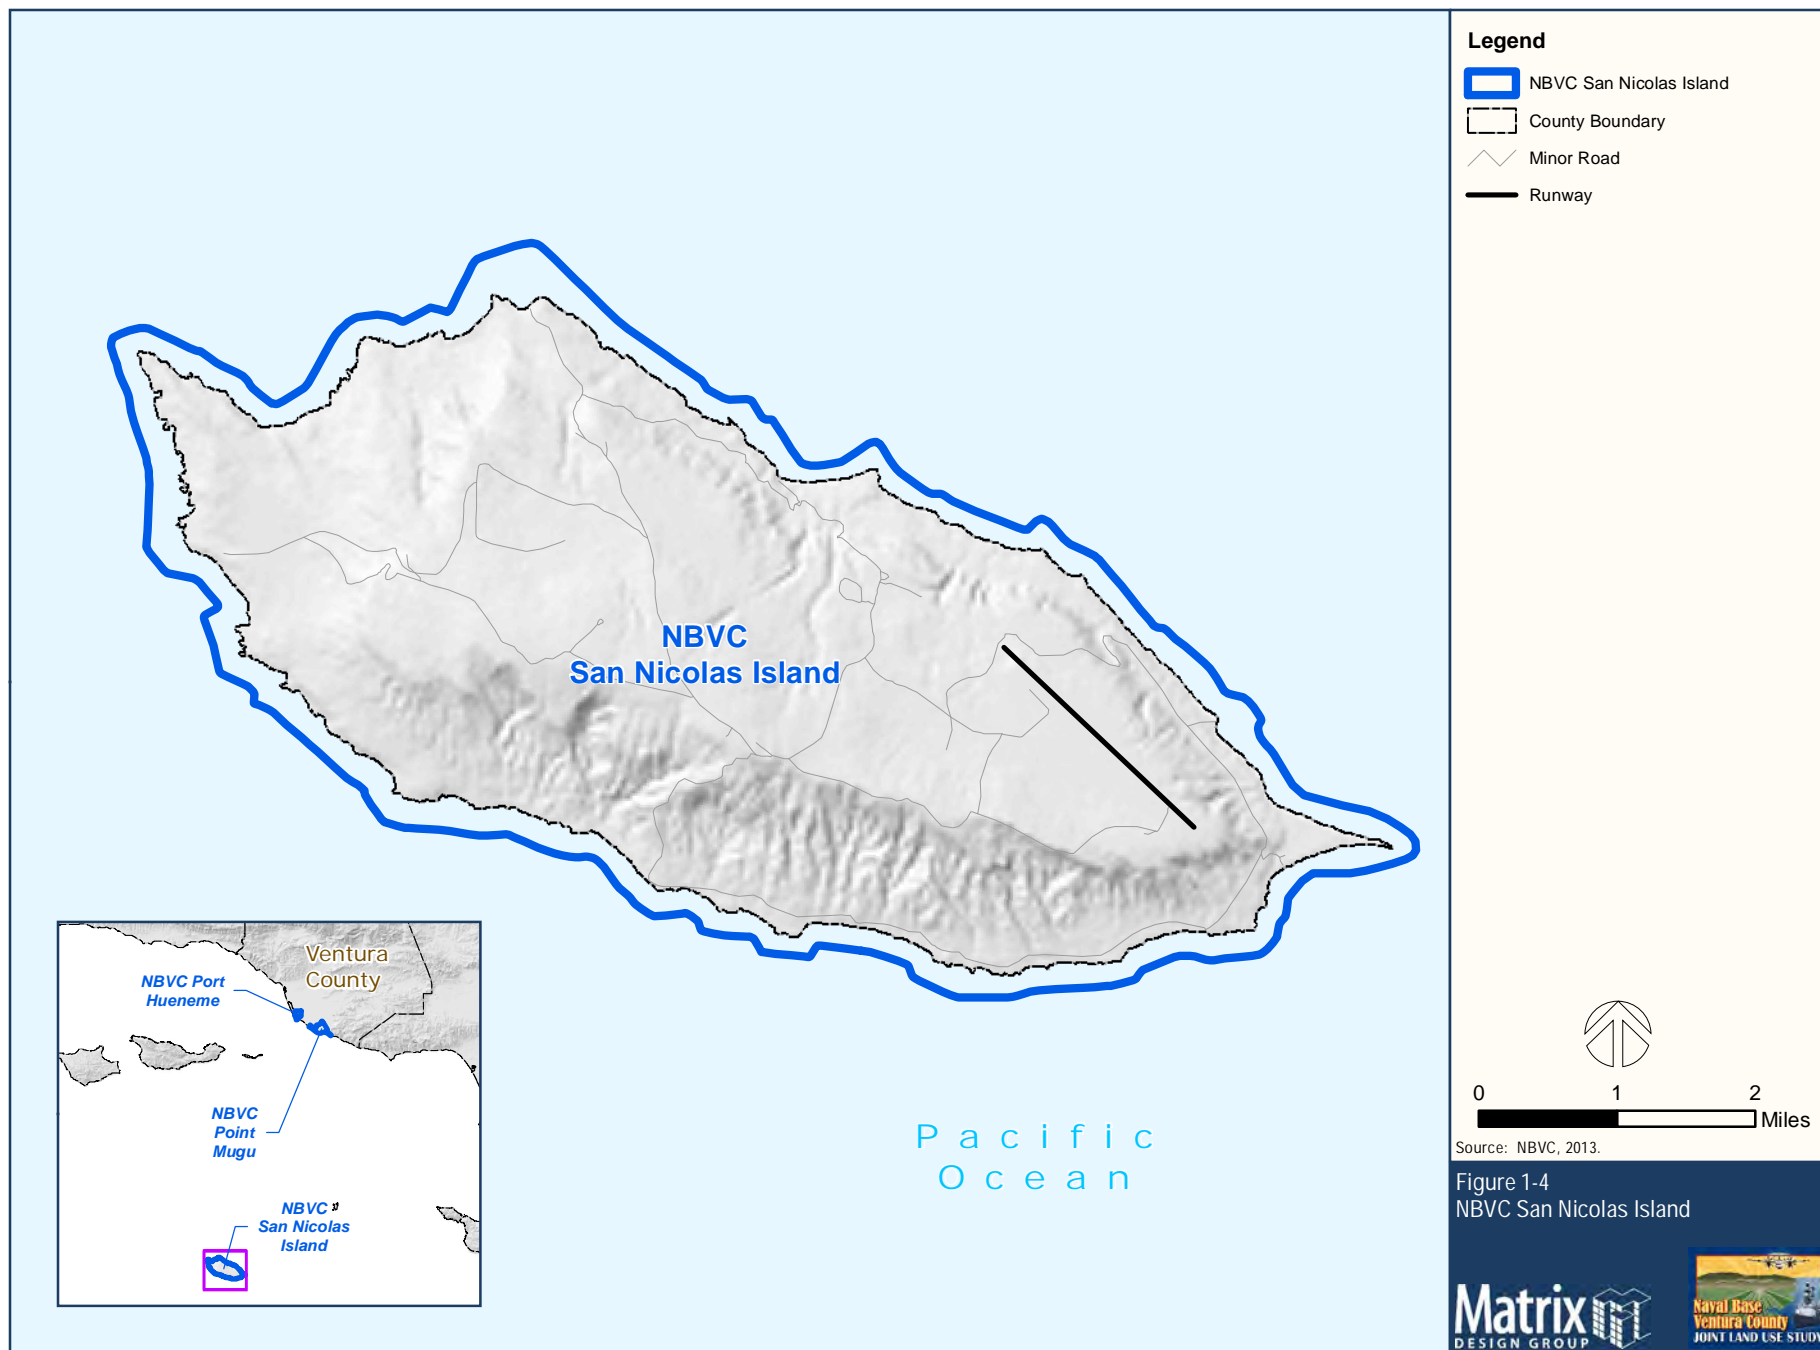 Legend
NBVC San Nicolas Island
County Boundary
Minor Road
Runway
NBVC
San Nicolas Island
Ventura
County
NBVC Port
Hueneme
NBVC
Point
Mugu
NBVC
San Nicolas
Island
Pacific
Ocean
0 1 2
Miles
Source: NBVC, 2013.
Figure 1-4
NBVC San Nicolas Island
Matrix
DESIGN GROUP
Naval Base
Ventura County
JOINT LAND USE STUDY